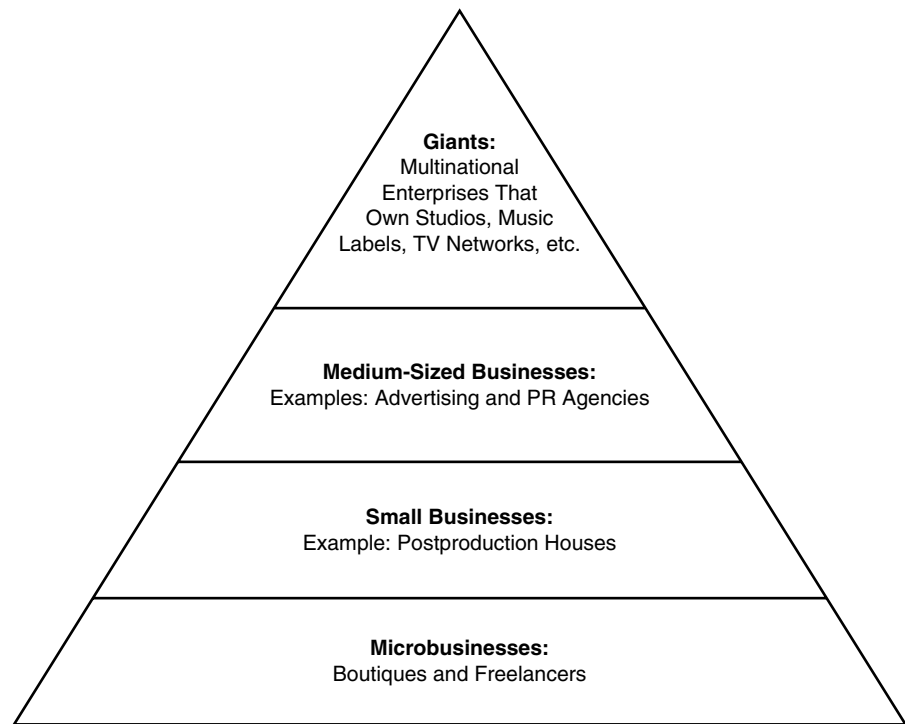 Giants:
Multinational
Enterprises That
Own Studios, Music
Labels, TV Networks, etc.
Medium-Sized Businesses:
Examples: Advertising and PR Agencies
Small Businesses:
Example: Postproduction Houses
Microbusinesses:
Boutiques and Freelancers